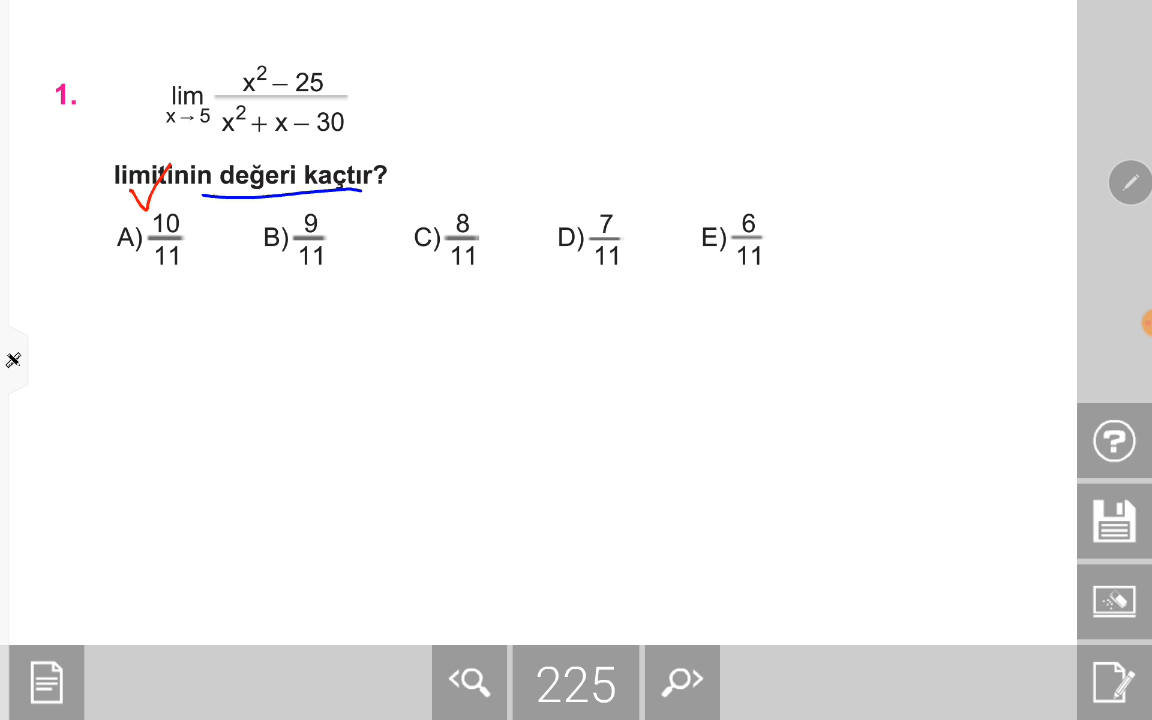 1. lim x→5 x² – 25 / x² + x – 30
limitinin değeri kaçtır?
A) 10/11 B) 9/11 C) 8/11 D) 7/11 E) 6/11
225